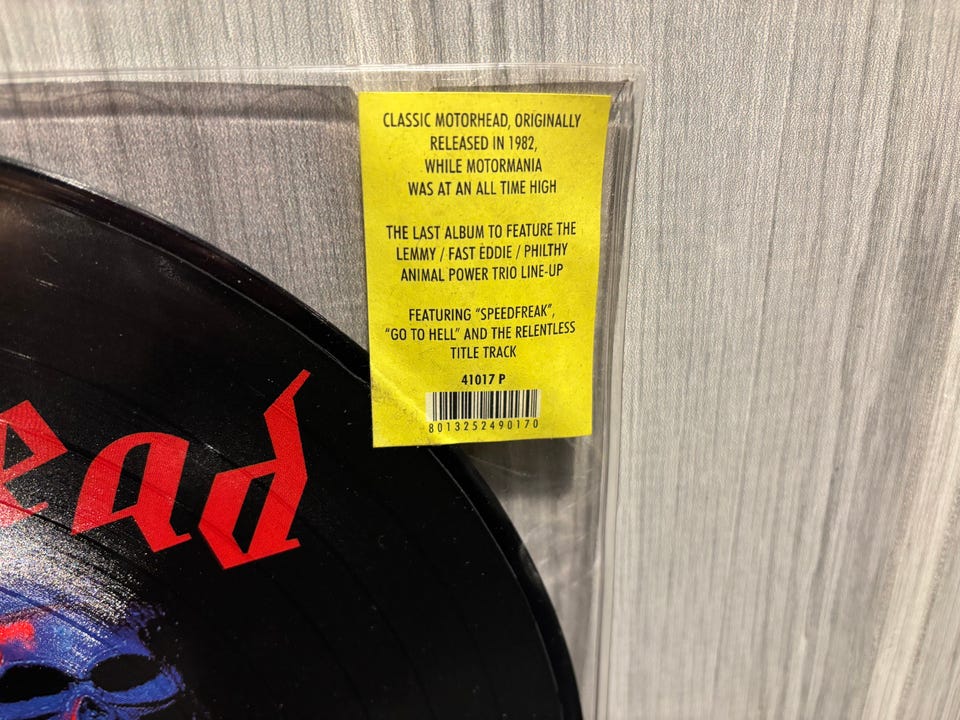 CLASSIC MOTORHEAD, ORIGINALLY
RELEASED IN 1982,
WHILE MOTORMANIA
WAS AT AN ALL TIME HIGH
THE LAST ALBUM TO FEATURE THE
LEMMY / FAST EDDIE / PHILTHY
ANIMAL POWER TRIO LINE-UP
FEATURING "SPEEDFREAK",
"GO TO HELL" AND THE RELENTLESS
TITLE TRACK
41017 P
8013252490170
ead